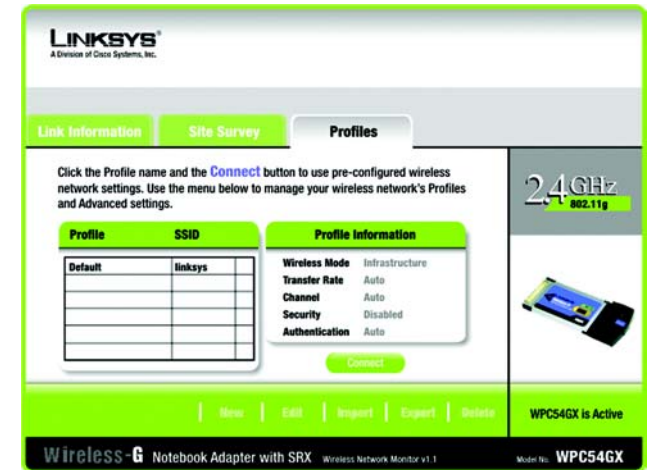 LINKSYS®
A Division of Cisco Systems, Inc.
Link Information
Site Survey
Profiles
Click the Profile name and the Connect button to use pre-configured wireless
network settings. Use the menu below to manage your wireless network's Profiles
and Advanced settings.
2.4GHz
802.11g
Profile SSID
Default linksys
Profile Information
Wireless Mode Infrastructure
Transfer Rate Auto
Channel Auto
Security Disabled
Authentication Auto
Connect
New | Edit | Import | Export | Delete
WPC54GX is Active
Wireless-G Notebook Adapter with SRX Wireless Network Monitor v1.1 Model No. WPC54GX